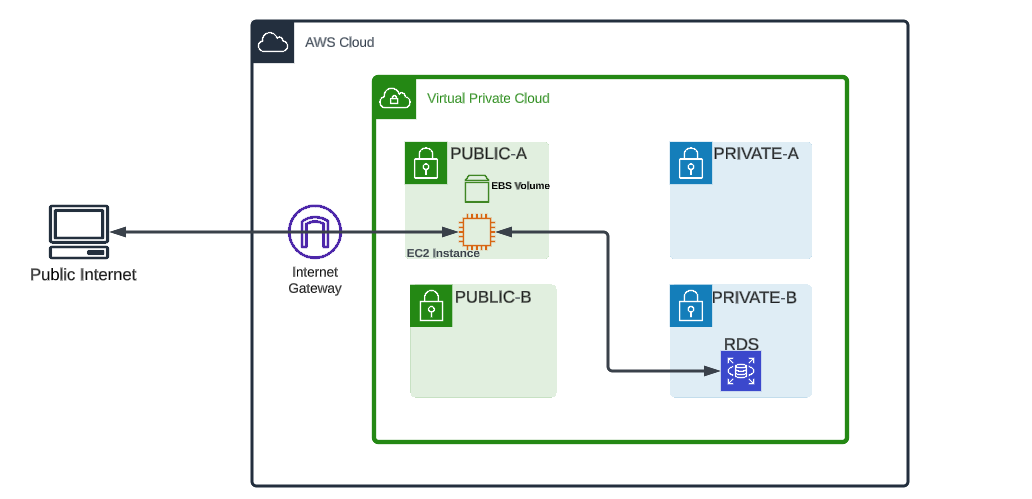 AWS Cloud
Virtual Private Cloud
PUBLIC-A
PRIVATE-A
EBS Volume
EC2 Instance
Public Internet
Internet
Gateway
PUBLIC-B
PRIVATE-B
RDS